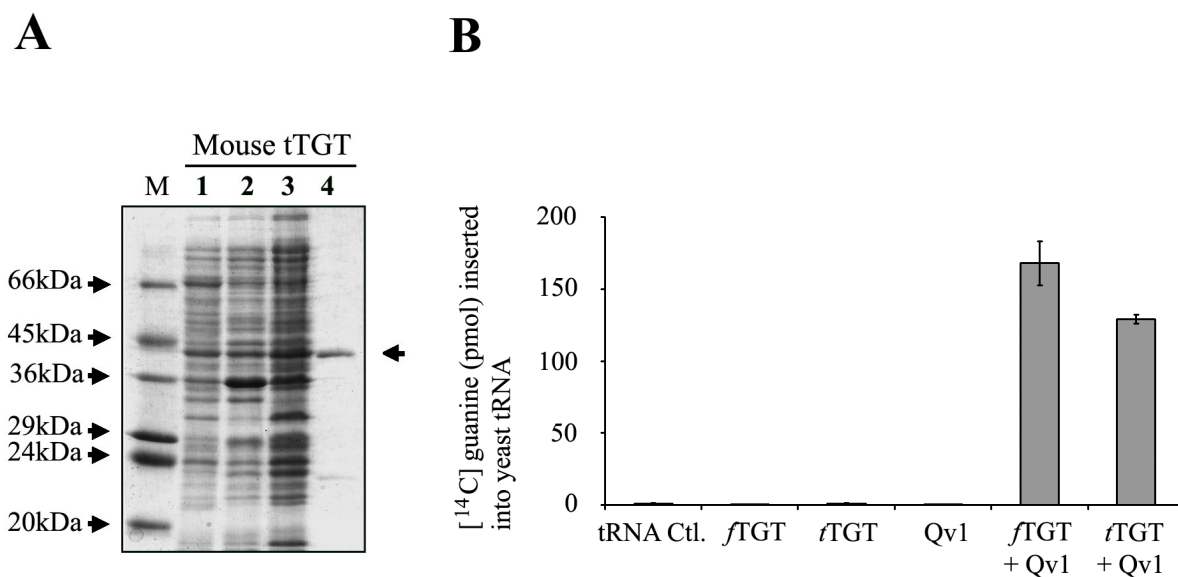 A
B
Mouse tTGT
M 1 2 3 4
66kDa
45kDa
36kDa
29kDa
24kDa
20kDa
[14C] guanine (pmol) inserted
into yeast tRNA
200
150
100
50
0
tRNA Ctl. fTGT tTGT Qv1 fTGT tTGT
+ Qv1 + Qv1